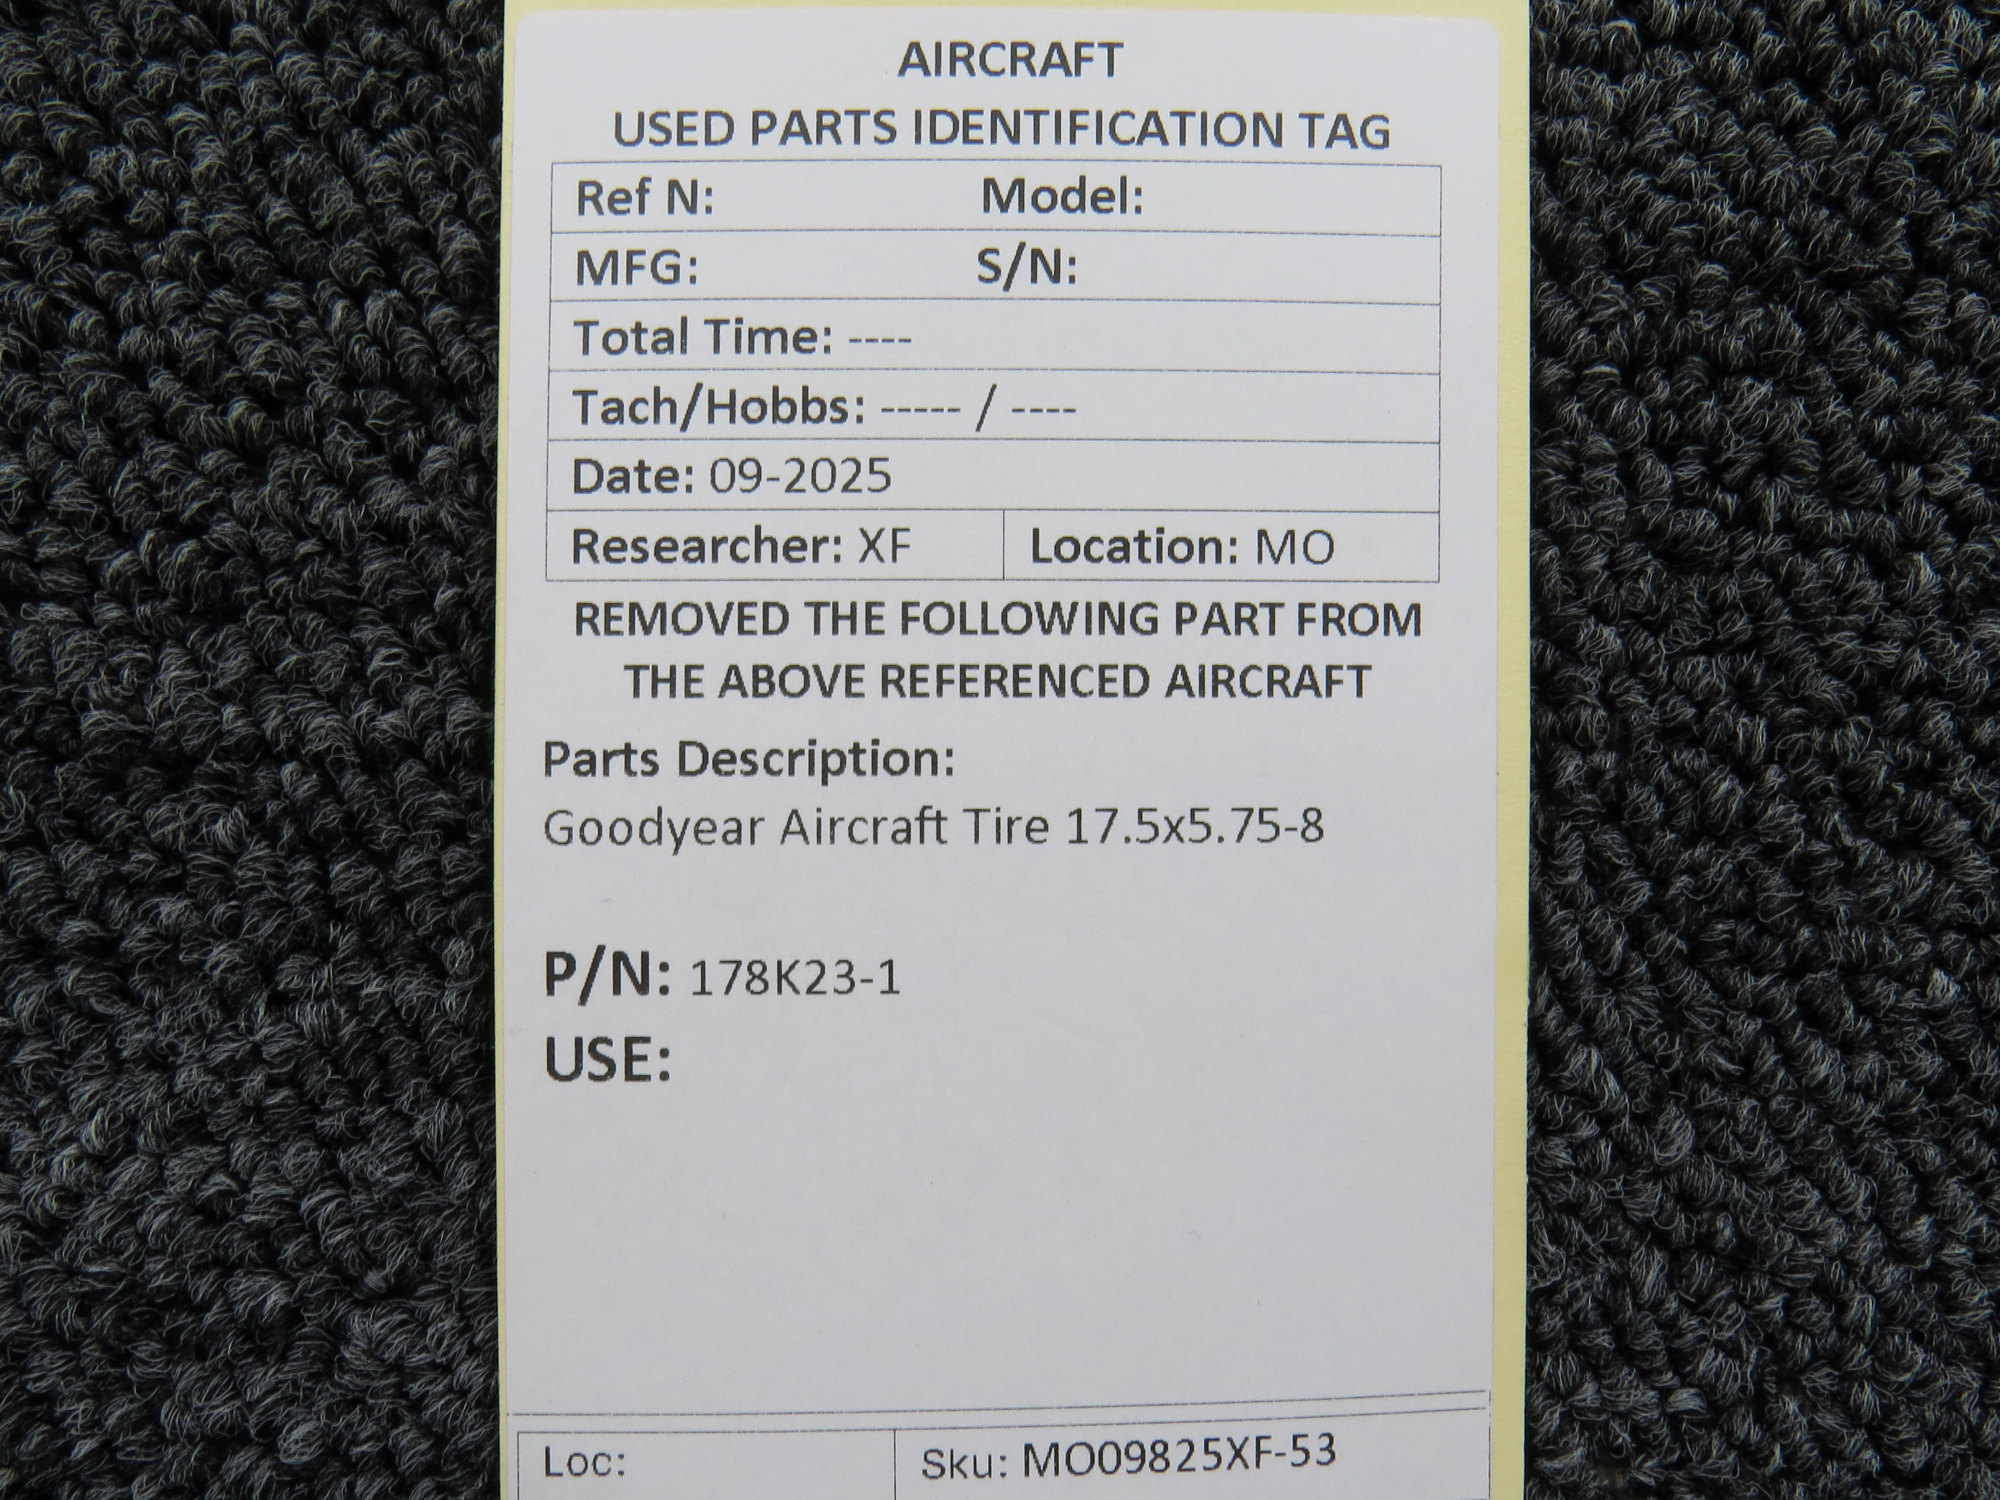 AIRCRAFT
USED PARTS IDENTIFICATION TAG
Ref N: Model:
MFG: S/N:
Total Time: ----
Tach/Hobbs: ----- / ----
Date: 09-2025
Researcher: XF Location: MO
REMOVED THE FOLLOWING PART FROM
THE ABOVE REFERENCED AIRCRAFT
Parts Description:
Goodyear Aircraft Tire 17.5x5.75-8
P/N: 178K23-1
USE:
Loc: Sku: MO09825XF-53